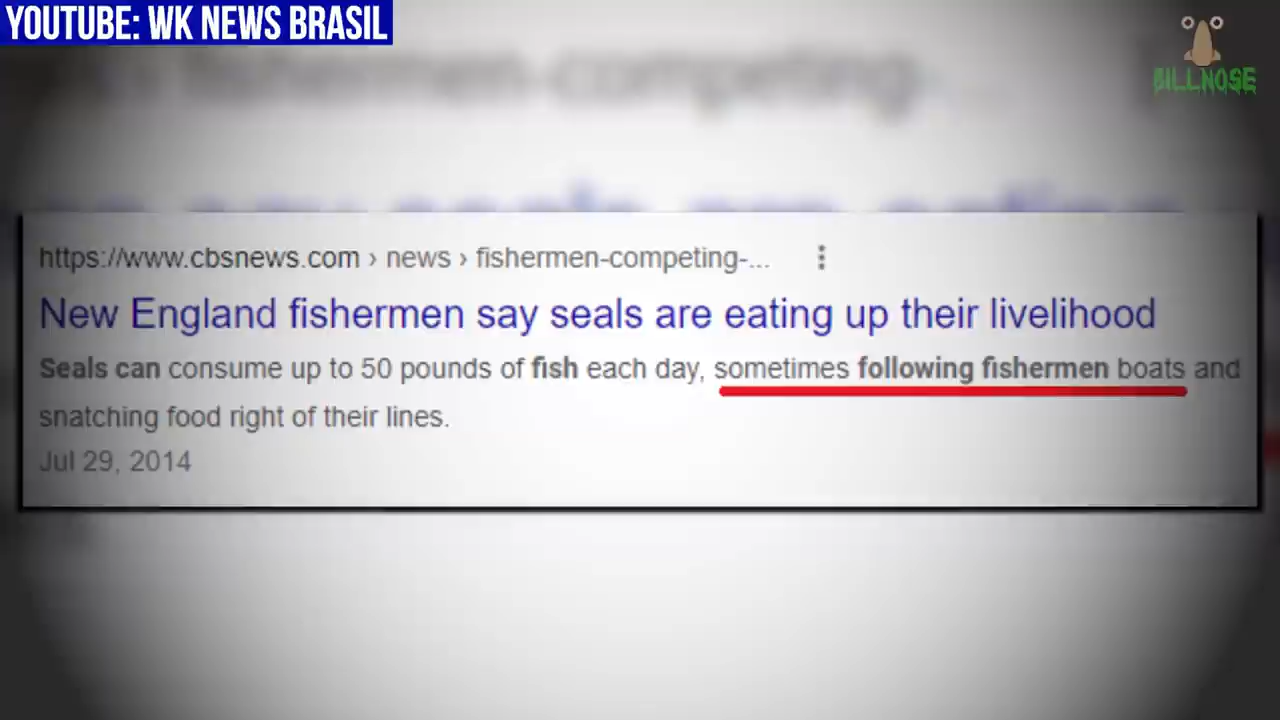 YOUTUBE: WK NEWS BRASIL
BILLNOSE
fishermen-competing
https://www.cbsnews.com › news › fishermen-competing-...
New England fishermen say seals are eating up their livelihood
Seals can consume up to 50 pounds of fish each day, sometimes following fishermen boats and
snatching food right of their lines.
Jul 29, 2014